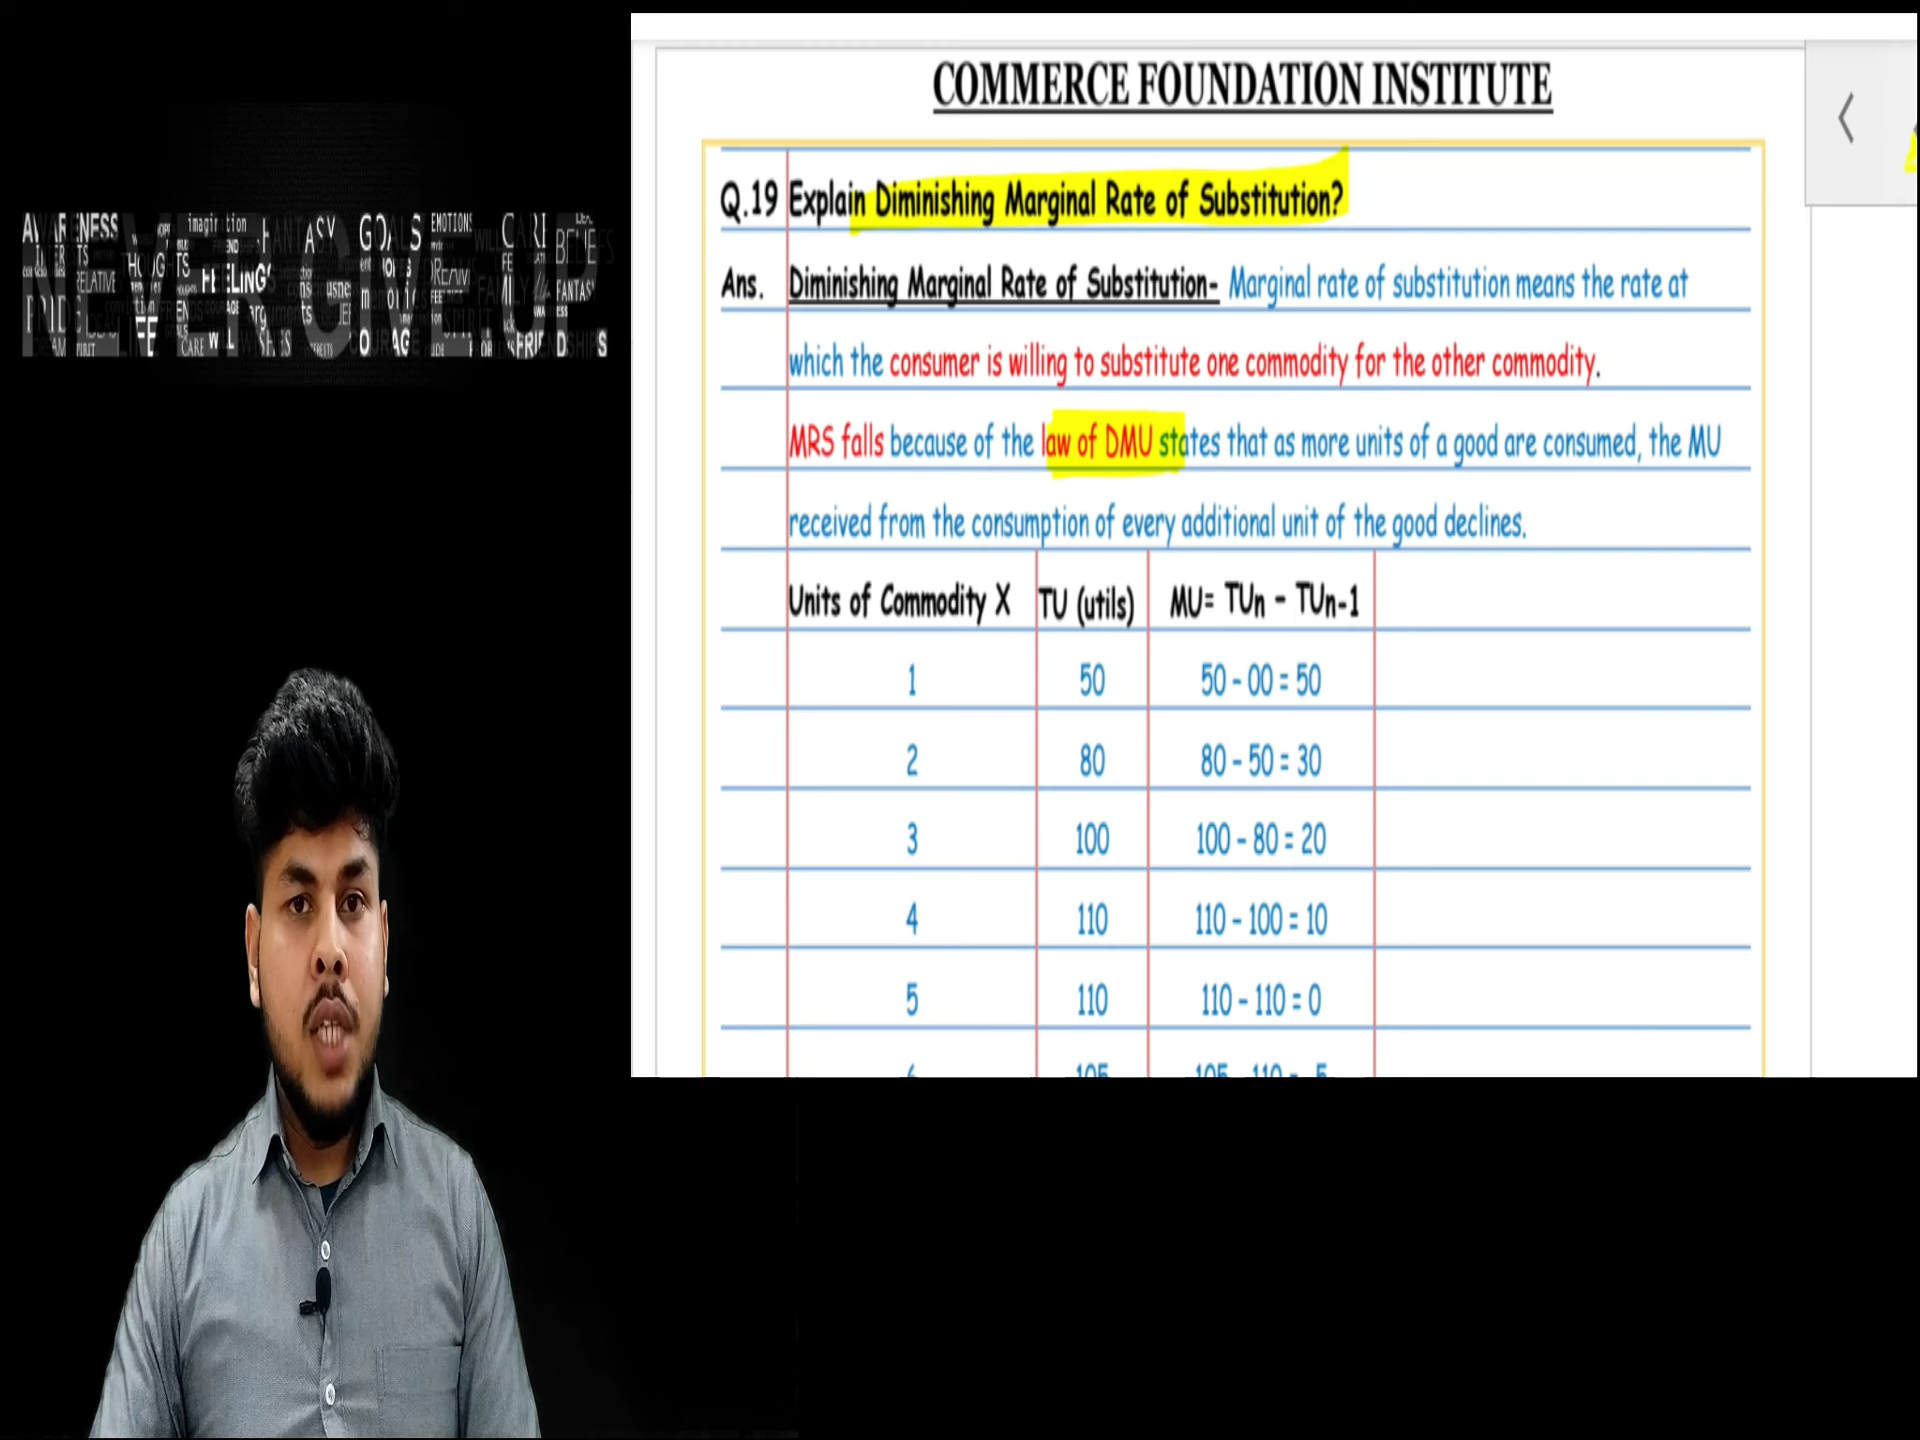 COMMERCE FOUNDATION INSTITUTE
Q.19 Explain Diminishing Marginal Rate of Substitution?
Ans. Diminishing Marginal Rate of Substitution- Marginal rate of substitution means the rate at
which the consumer is willing to substitute one commodity for the other commodity.
MRS falls because of the law of DMU states that as more units of a good are consumed, the MU
received from the consumption of every additional unit of the good declines.
Units of Commodity X TU (utils) MU= TUn - TUn-1
1 50 50 - 00 = 50
2 80 80 - 50 = 30
3 100 100 - 80 = 20
4 110 110 - 100 = 10
5 110 110 - 110 = 0
NEVER GIVE UP.